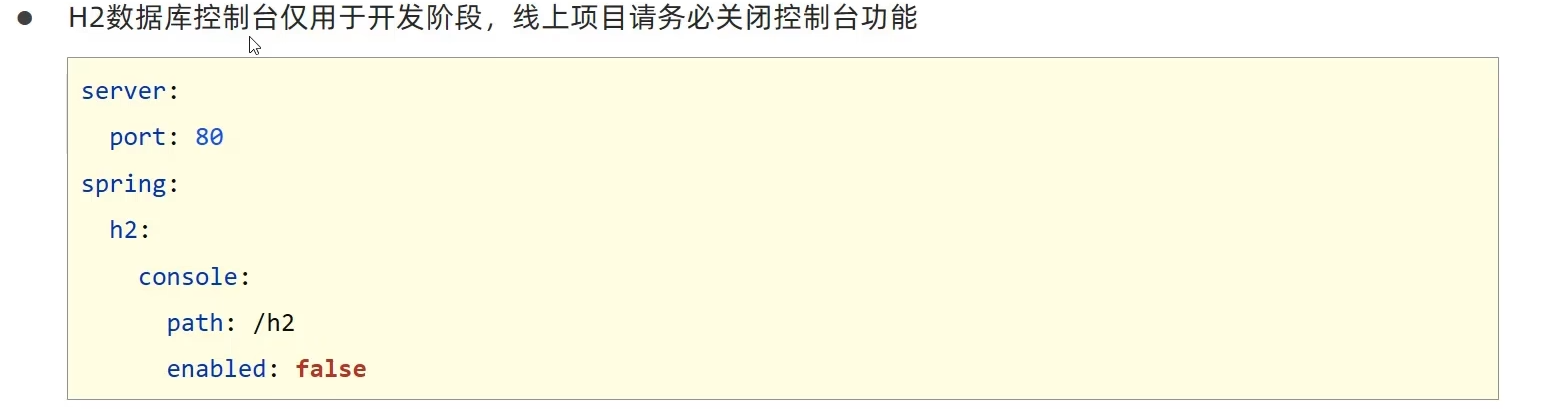 H2数据库控制台仅用于开发阶段，线上项目请务必关闭控制台功能
server:
  port: 80
spring:
  h2:
    console:
      path: /h2
      enabled: false